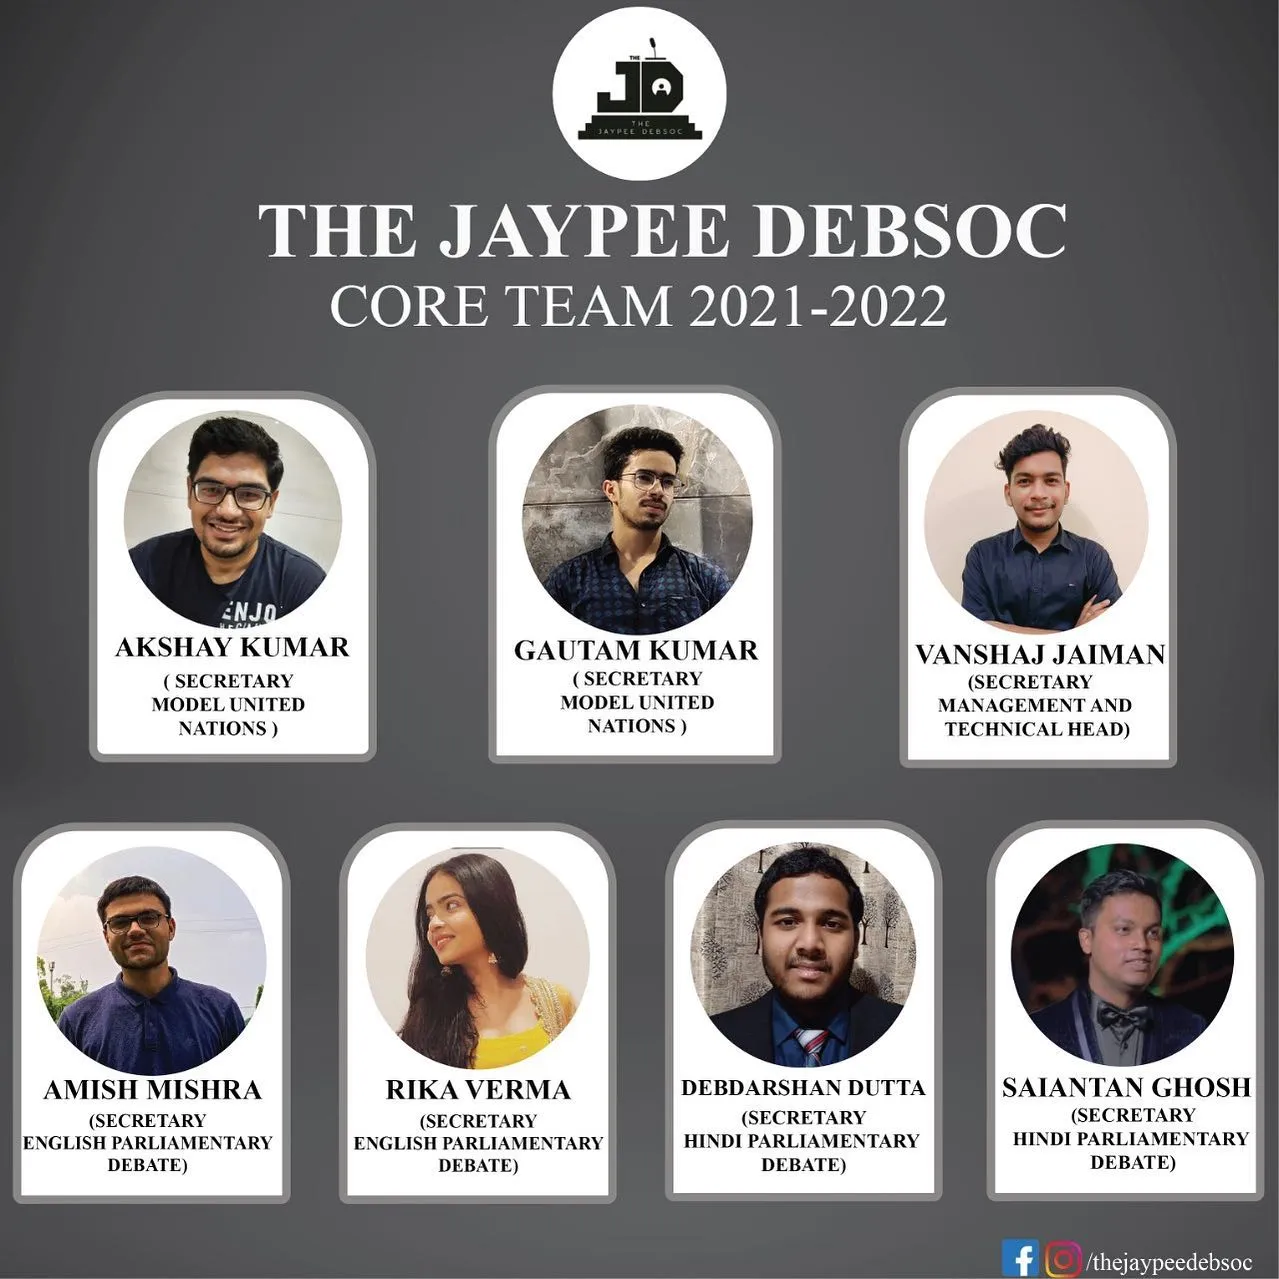 THE
JD
THE
JAYPEE DEBSOC
THE JAYPEE DEBSOC
CORE TEAM 2021-2022
ENJO
AKSHAY KUMAR
( SECRETARY
MODEL UNITED
NATIONS )
GAUTAM KUMAR
( SECRETARY
MODEL UNITED
NATIONS )
VANSHAJ JAIMAN
(SECRETARY
MANAGEMENT AND
TECHNICAL HEAD)
AMISH MISHRA
(SECRETARY
ENGLISH PARLIAMENTARY
DEBATE)
RIKA VERMA
(SECRETARY
ENGLISH PARLIAMENTARY
DEBATE)
DEBDARSHAN DUTTA
(SECRETARY
HINDI PARLIAMENTARY
DEBATE)
SAIANTAN GHOSH
(SECRETARY
HINDI PARLIAMENTARY
DEBATE)
/thejaypeedebsoc